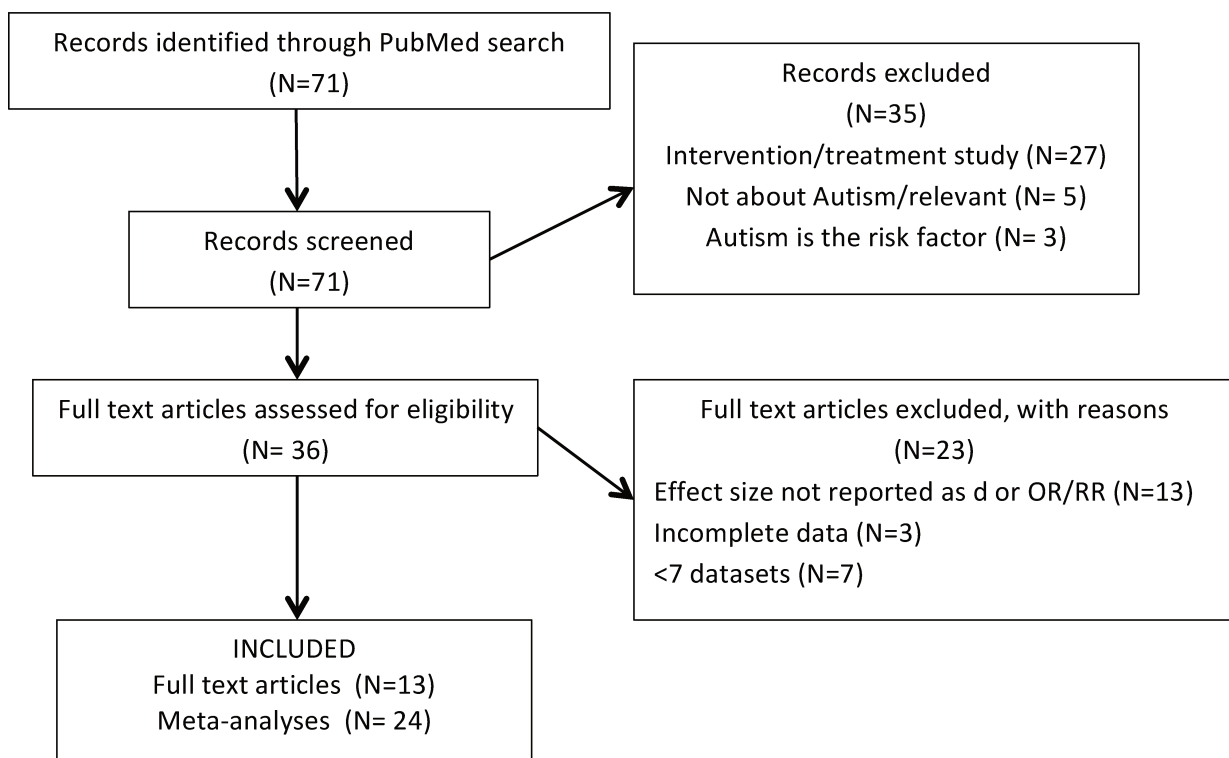 Records identified through PubMed search
(N=71)
Records excluded
(N=35)
Intervention/treatment study (N=27)
Not about Autism/relevant (N= 5)
Autism is the risk factor (N= 3)
Records screened
(N=71)
Full text articles assessed for eligibility
(N= 36)
Full text articles excluded, with reasons
(N=23)
Effect size not reported as d or OR/RR (N=13)
Incomplete data (N=3)
<7 datasets (N=7)
INCLUDED
Full text articles (N=13)
Meta-analyses (N= 24)